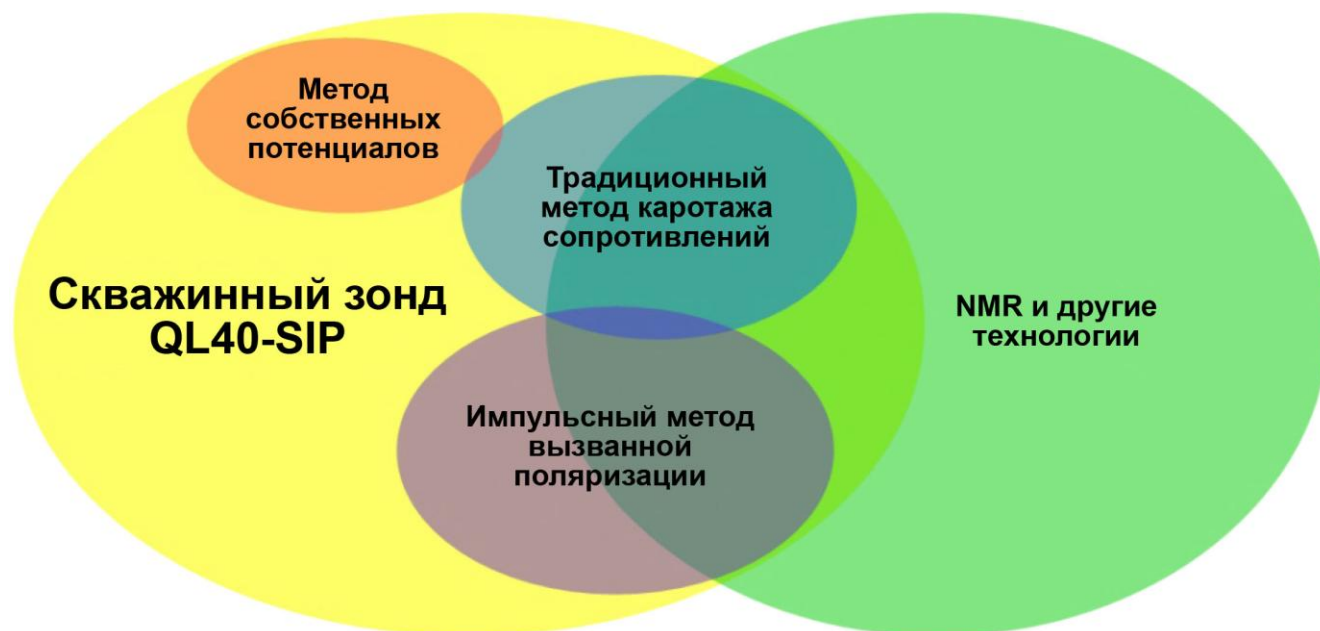 Метод
собственных
потенциалов
Традиционный
метод каротажа
сопротивлений
Скважинный зонд
QL40-SIP
NMR и другие
технологии
Импульсный метод
вызванной
поляризации